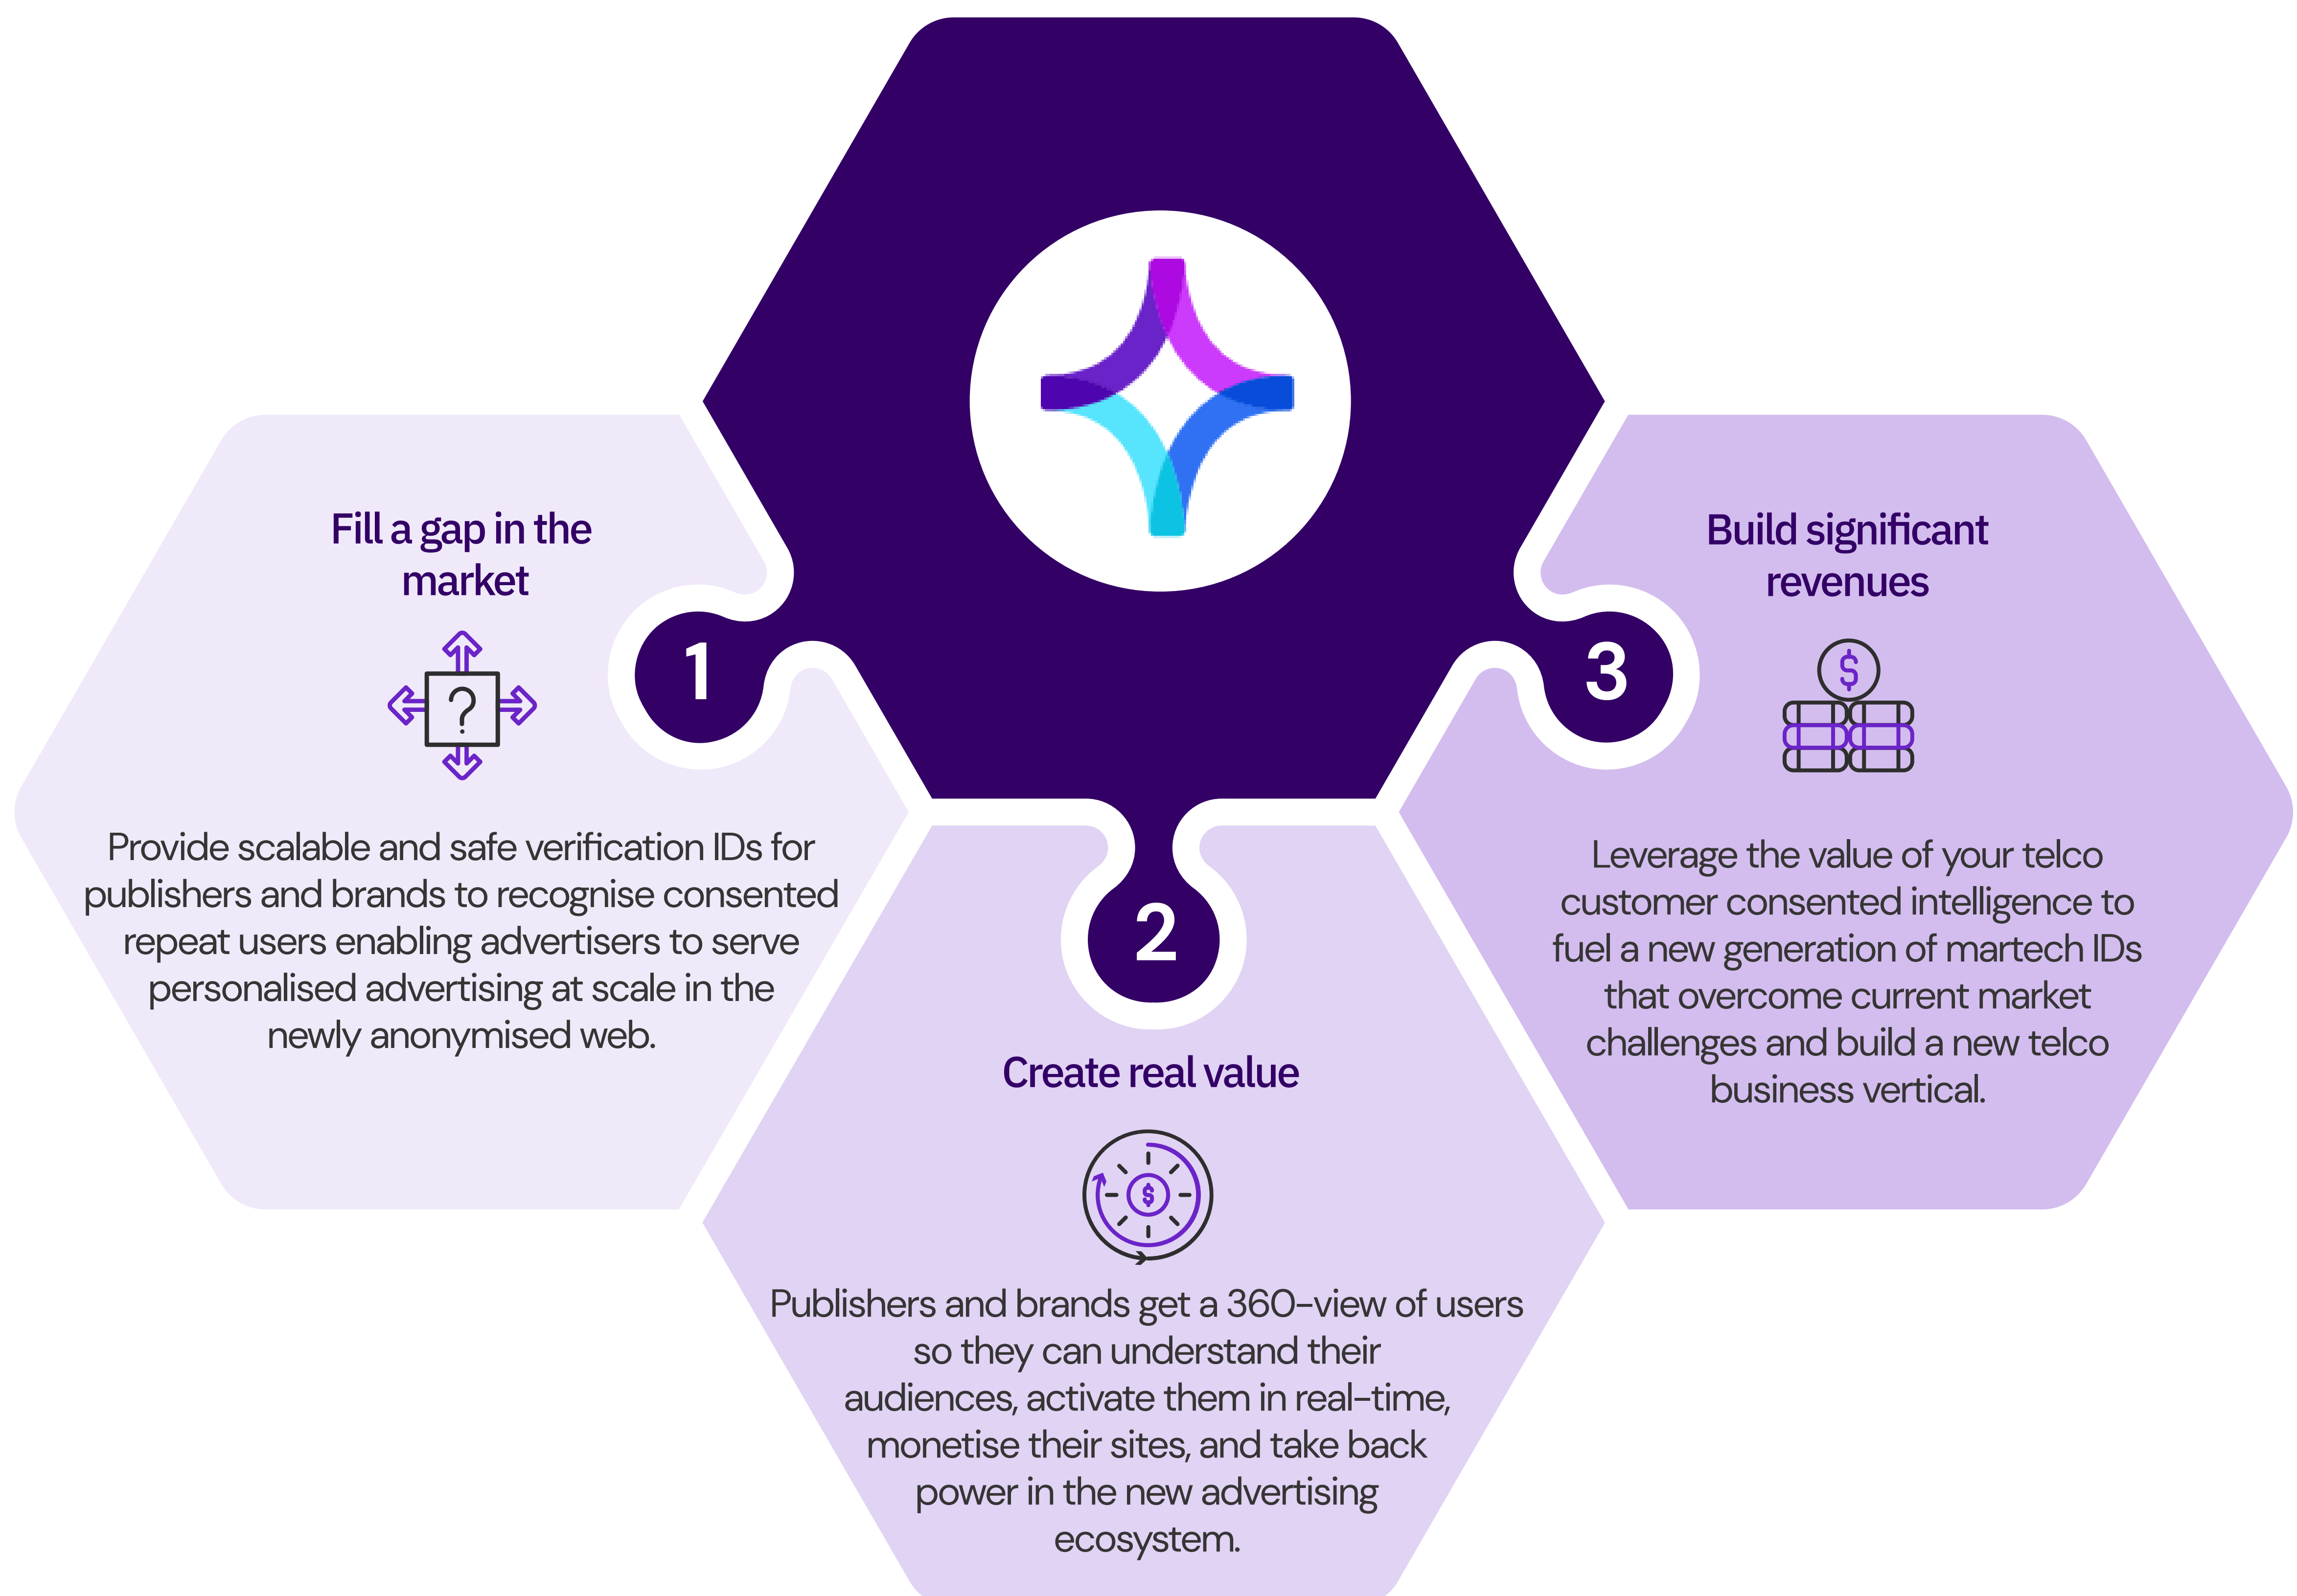 Fill a gap in the
market
1
?
Provide scalable and safe verification IDs for
publishers and brands to recognise consented
repeat users enabling advertisers to serve
personalised advertising at scale in the
newly anonymised web.
2
Create real value
$
Publishers and brands get a 360-view of users
so they can understand their
audiences, activate them in real-time,
monetise their sites, and take back
power in the new advertising
ecosystem.
3
Build significant
revenues
$
Leverage the value of your telco
customer consented intelligence to
fuel a new generation of martech IDs
that overcome current market
challenges and build a new telco
business vertical.